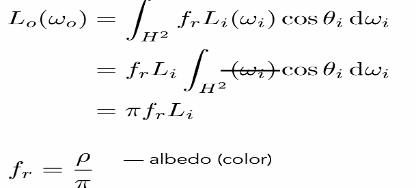 L_o(ω_o) = ∫_{H²} f_r L_i(ω_i) cos θ_i dω_i
= f_r L_i ∫_{H²} (ω_i) cos θ_i dω_i
= π f_r L_i
f_r = ρ/π — albedo (color)